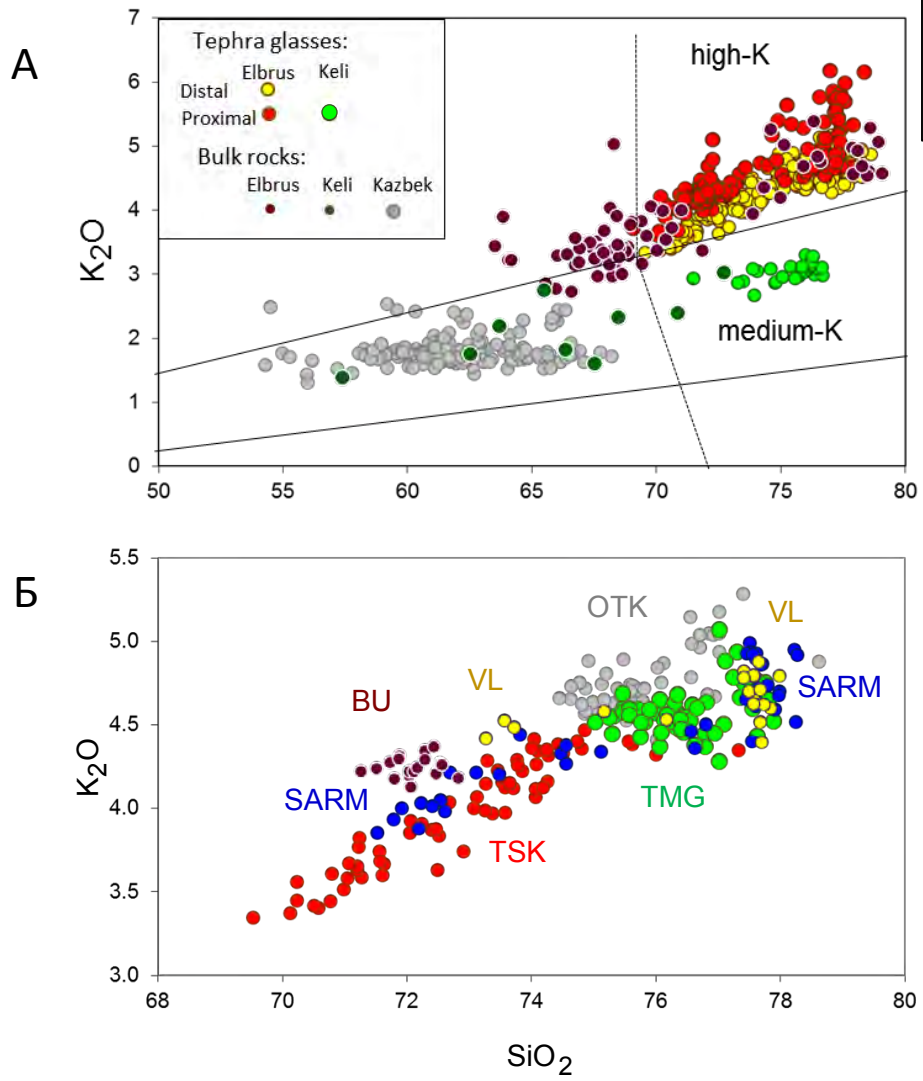 A
K₂O
7
6
5
4
3
2
1
0
Tephra glasses:
Elbrus Keli
Distal
Proximal
Bulk rocks:
Elbrus Keli Kazbek
high-K
medium-K
50 55 60 65 70 75 80
Б
K₂O
5.5
5.0
4.5
4.0
3.5
3.0
OTK
VL
BU
VL
SARM
SARM
TMG
TSK
68 70 72 74 76 78 80
SiO₂